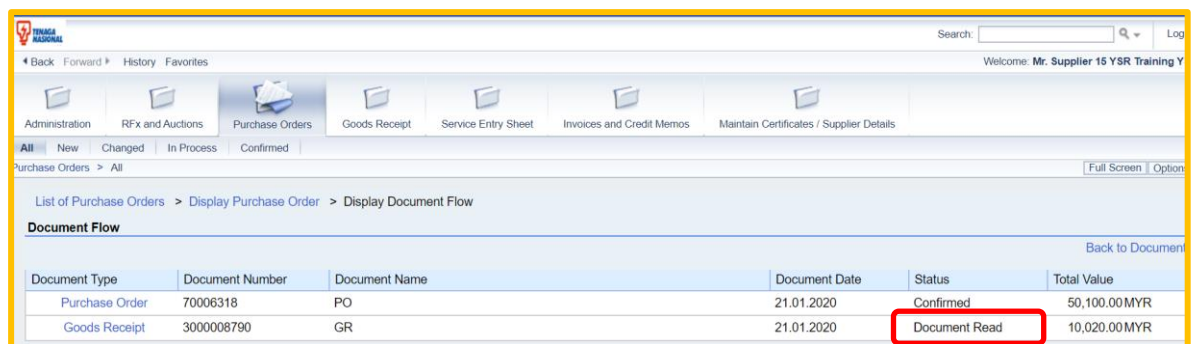 TENAGA
NASIONAL
Search:
Log
Back Forward History Favorites
Welcome: Mr. Supplier 15 YSR Training Y
Administration RFx and Auctions Purchase Orders Goods Receipt Service Entry Sheet Invoices and Credit Memos Maintain Certificates / Supplier Details
All New Changed In Process Confirmed
Purchase Orders > All Full Screen Options
List of Purchase Orders > Display Purchase Order > Display Document Flow
Document Flow
Back to Document
Document Type Document Number Document Name Document Date Status Total Value
Purchase Order 70006318 PO 21.01.2020 Confirmed 50,100.00 MYR
Goods Receipt 3000008790 GR 21.01.2020 Document Read 10,020.00 MYR